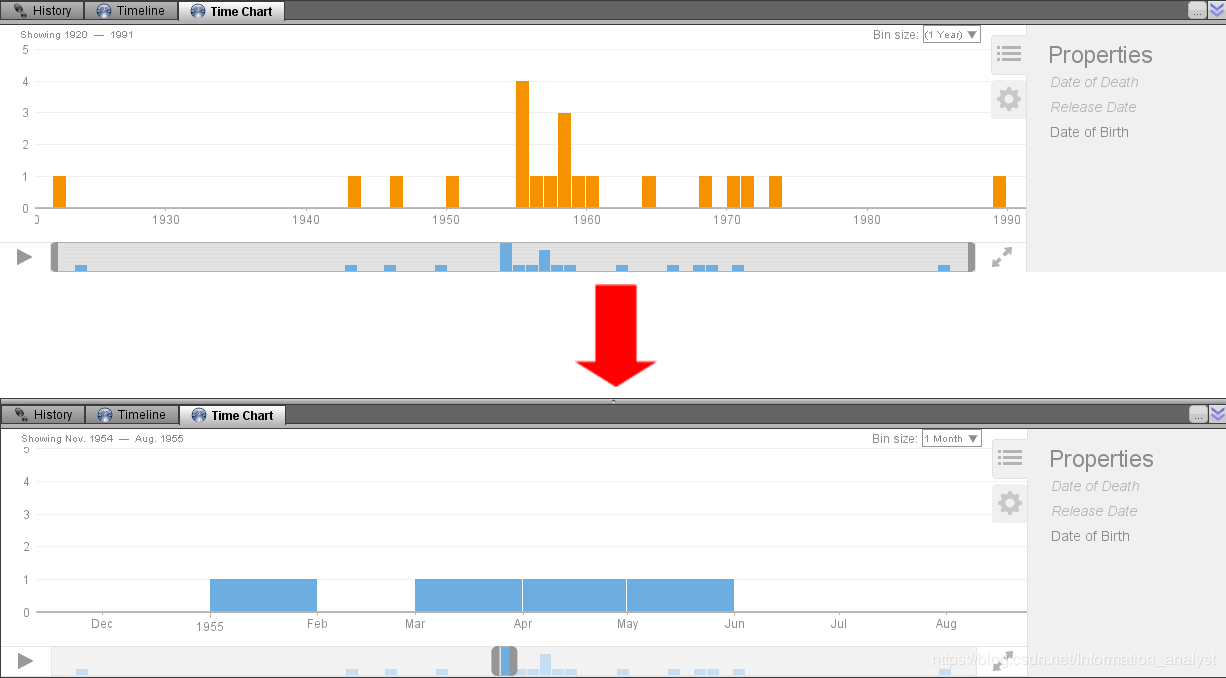 History Timeline Time Chart ...
Showing 1920 — 1991 Bin size: (1 Year)
Properties
Date of Death
Release Date
Date of Birth
5
4
3
2
1
0
0 1930 1940 1950 1960 1970 1980 1990
History Timeline Time Chart ...
Showing Nov. 1954 — Aug. 1955 Bin size: 1 Month
Properties
Date of Death
Release Date
Date of Birth
5
4
3
2
1
0
Dec 1955 Feb Mar Apr May Jun Jul Aug
https://blog.csdn.net/Information_analyst